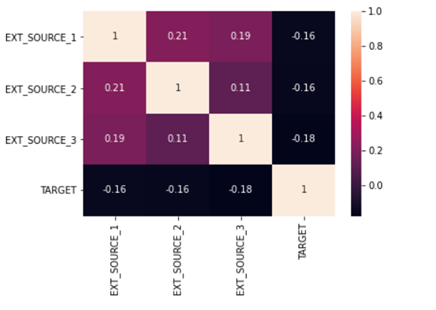 EXT_SOURCE_1 1 0.21 0.19 -0.16
EXT_SOURCE_2 0.21 1 0.11 -0.16
EXT_SOURCE_3 0.19 0.11 1 -0.18
TARGET -0.16 -0.16 -0.18 1
EXT_SOURCE_1
EXT_SOURCE_2
EXT_SOURCE_3
TARGET
1.0
0.8
0.6
0.4
0.2
0.0